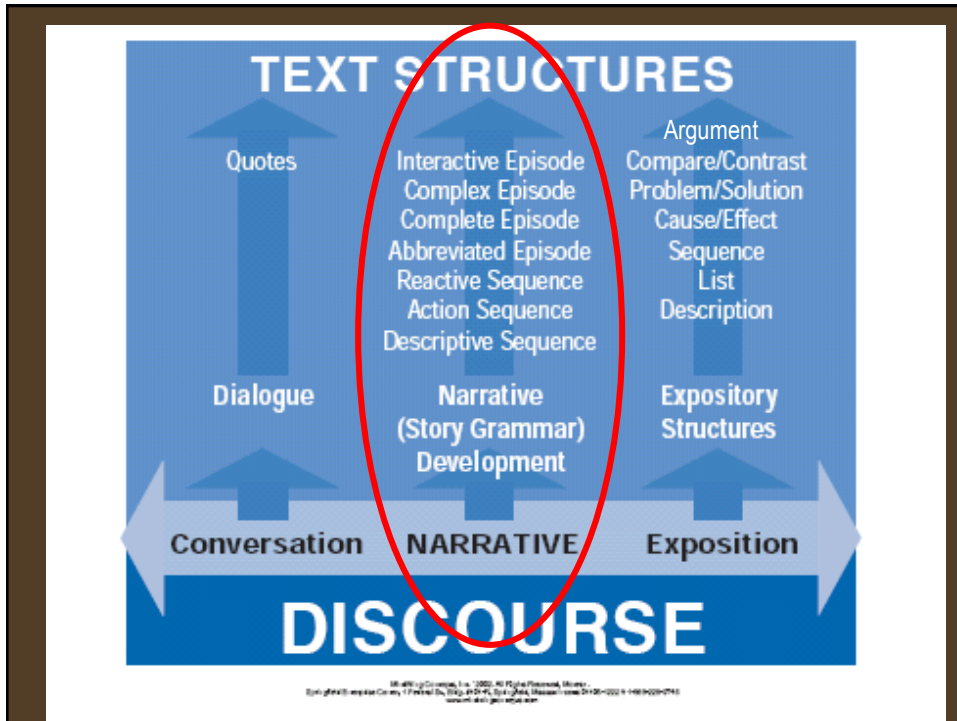 TEXT STRUCTURES
Quotes
Interactive Episode
Complex Episode
Complete Episode
Abbreviated Episode
Reactive Sequence
Action Sequence
Descriptive Sequence
Argument
Compare/Contrast
Problem/Solution
Cause/Effect
Sequence
List
Description
Dialogue
Narrative
(Story Grammar)
Development
Expository
Structures
Conversation
NARRATIVE
Exposition
DISCOURSE